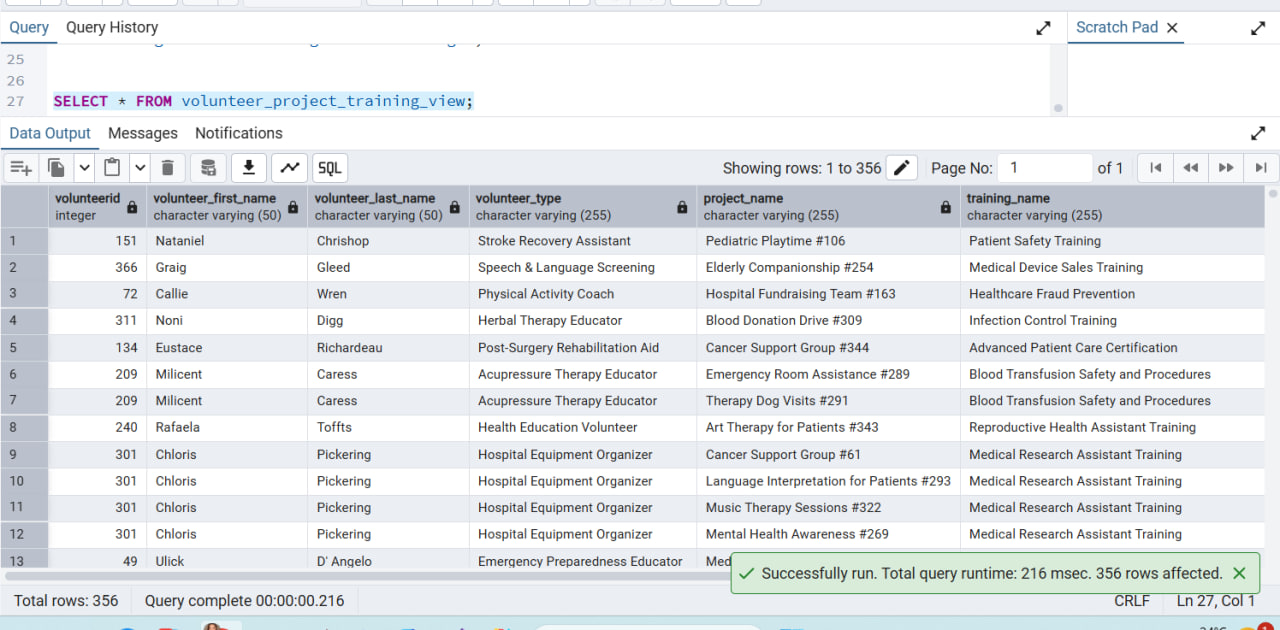 Query Query History Scratch Pad
25
26
27 SELECT * FROM volunteer_project_training_view;
Data Output Messages Notifications
SQL Showing rows: 1 to 356 Page No: 1 of 1
volunteerid volunteer_first_name volunteer_last_name volunteer_type project_name training_name
integer character varying (50) character varying (50) character varying (255) character varying (255) character varying (255)
1 151 Nataniel Chrishop Stroke Recovery Assistant Pediatric Playtime #106 Patient Safety Training
2 366 Graig Gleed Speech & Language Screening Elderly Companionship #254 Medical Device Sales Training
3 72 Callie Wren Physical Activity Coach Hospital Fundraising Team #163 Healthcare Fraud Prevention
4 311 Noni Digg Herbal Therapy Educator Blood Donation Drive #309 Infection Control Training
5 134 Eustace Richardeau Post-Surgery Rehabilitation Aid Cancer Support Group #344 Advanced Patient Care Certification
6 209 Milicent Caress Acupressure Therapy Educator Emergency Room Assistance #289 Blood Transfusion Safety and Procedures
7 209 Milicent Caress Acupressure Therapy Educator Therapy Dog Visits #291 Blood Transfusion Safety and Procedures
8 240 Rafaela Toffts Health Education Volunteer Art Therapy for Patients #343 Reproductive Health Assistant Training
9 301 Chloris Pickering Hospital Equipment Organizer Cancer Support Group #61 Medical Research Assistant Training
10 301 Chloris Pickering Hospital Equipment Organizer Language Interpretation for Patients #293 Medical Research Assistant Training
11 301 Chloris Pickering Hospital Equipment Organizer Music Therapy Sessions #322 Medical Research Assistant Training
12 301 Chloris Pickering Hospital Equipment Organizer Mental Health Awareness #269 Medical Research Assistant Training
13 49 Ulick D' Angelo Emergency Preparedness Educator Med
Successfully run. Total query runtime: 216 msec. 356 rows affected.
Total rows: 356 Query complete 00:00:00.216 CRLF Ln 27, Col 1